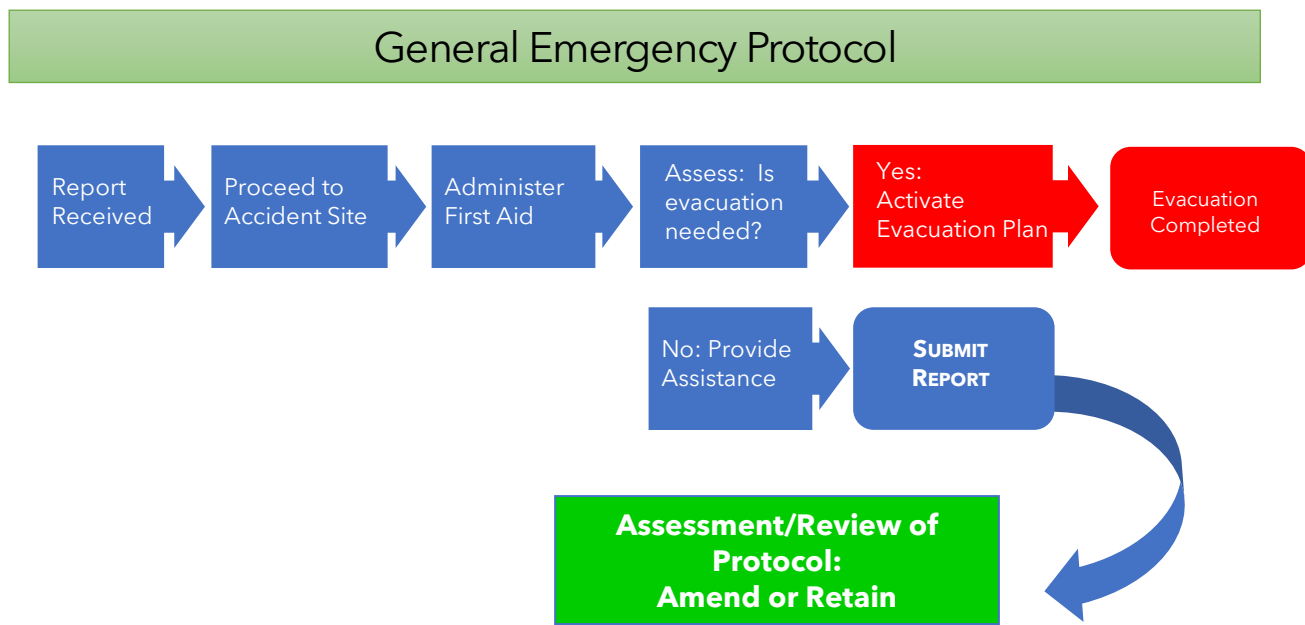 General Emergency Protocol
Report
Received
Proceed to
Accident Site
Administer
First Aid
Assess: Is
evacuation
needed?
Yes:
Activate
Evacuation Plan
Evacuation
Completed
No: Provide
Assistance
SUBMIT
REPORT
Assessment/Review of
Protocol:
Amend or Retain